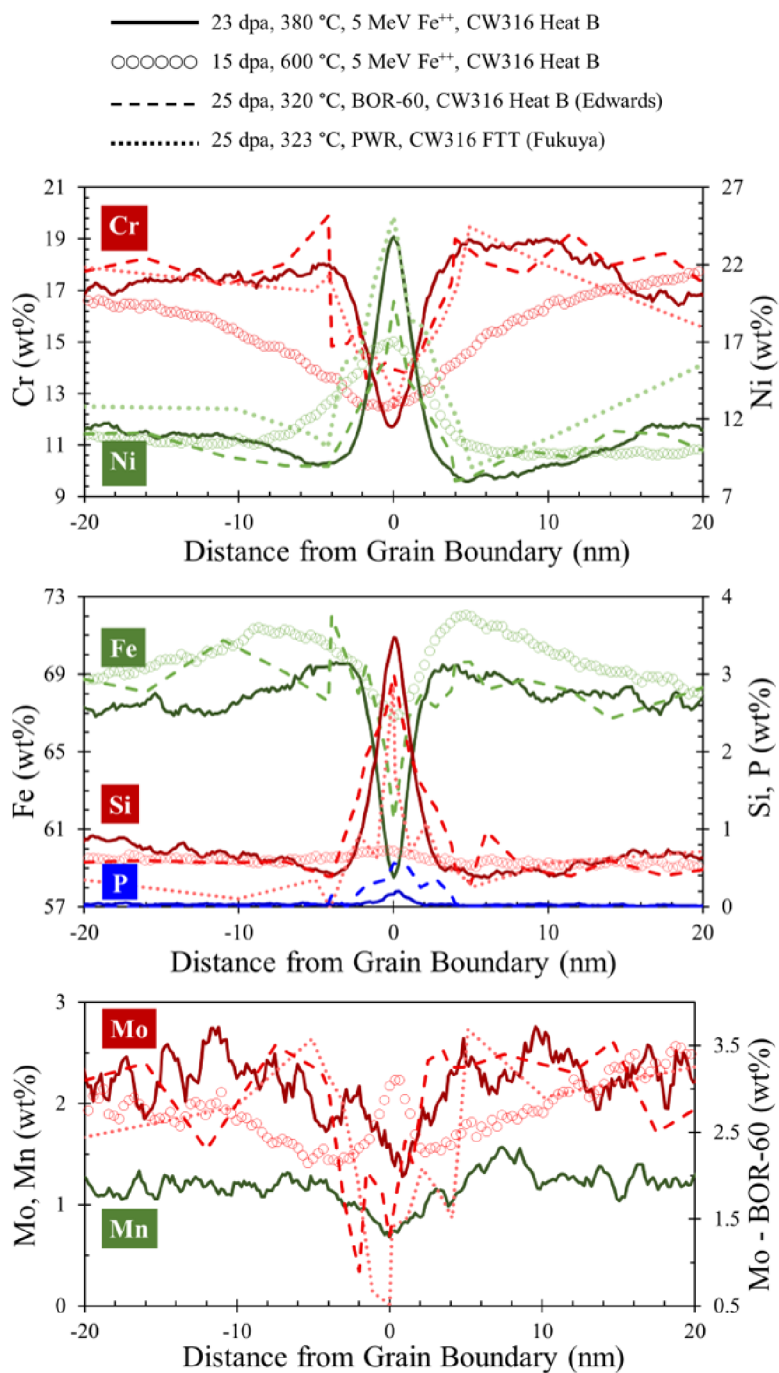 23 dpa, 380 °C, 5 MeV Fe⁺⁺, CW316 Heat B
15 dpa, 600 °C, 5 MeV Fe⁺⁺, CW316 Heat B
25 dpa, 320 °C, BOR-60, CW316 Heat B (Edwards)
25 dpa, 323 °C, PWR, CW316 FTT (Fukuya)
21 27
Cr
19
22
17
Cr (wt%) 15 17 Ni (wt%)
13
12
11
Ni
9 7
-20 -10 0 10 20
Distance from Grain Boundary (nm)
73 4
Fe
69 3
Fe (wt%) 65 2 Si, P (wt%)
Si
61 1
P
57 0
-20 -10 0 10 20
Distance from Grain Boundary (nm)
3
Mo
3.5
2
Mo, Mn (wt%) 2.5 Mo - BOR-60 (wt%)
1 1.5
Mn
0 0.5
-20 -10 0 10 20
Distance from Grain Boundary (nm)